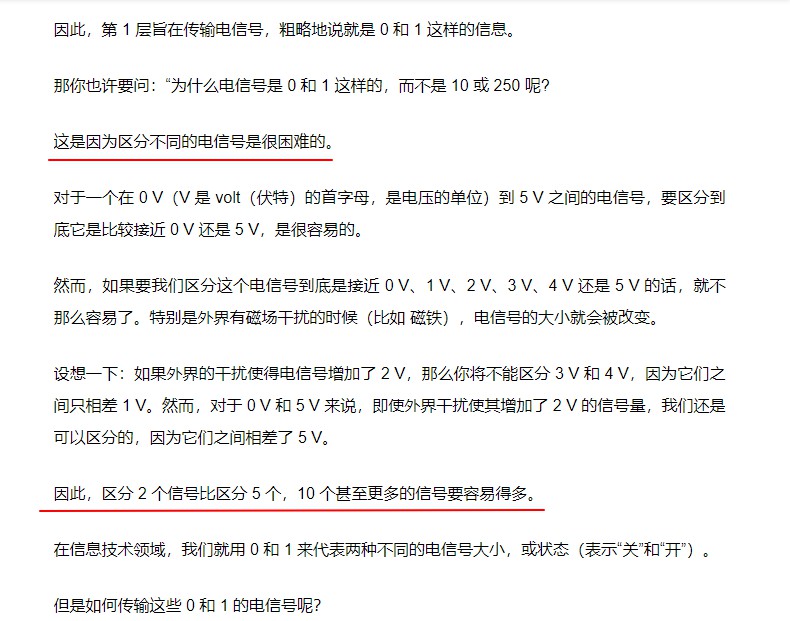 因此，第 1 层旨在传输电信号，粗略地说就是 0 和 1 这样的信息。
那你也许要问：“为什么电信号是 0 和 1 这样的，而不是 10 或 250 呢？
这是因为区分不同的电信号是很困难的。
对于一个在 0 V（V 是 volt（伏特）的首字母，是电压的单位）到 5 V 之间的电信号，要区分到
底它是比较接近 0 V 还是 5 V，是很容易的。
然而，如果要我们区分这个电信号到底是接近 0 V、1 V、2 V、3 V、4 V 还是 5 V 的话，就不
那么容易了。特别是外界有磁场干扰的时候（比如 磁铁），电信号的大小就会被改变。
设想一下：如果外界的干扰使得电信号增加了 2 V，那么你将不能区分 3 V 和 4 V，因为它们之
间只相差 1 V。然而，对于 0 V 和 5 V 来说，即使外界干扰使其增加了 2 V 的信号量，我们还是
可以区分的，因为它们之间相差了 5 V。
因此，区分 2 个信号比区分 5 个，10 个甚至更多的信号要容易得多。
在信息技术领域，我们就用 0 和 1 来代表两种不同的电信号大小，或状态（表示“关”和“开”）。
但是如何传输这些 0 和 1 的电信号呢？